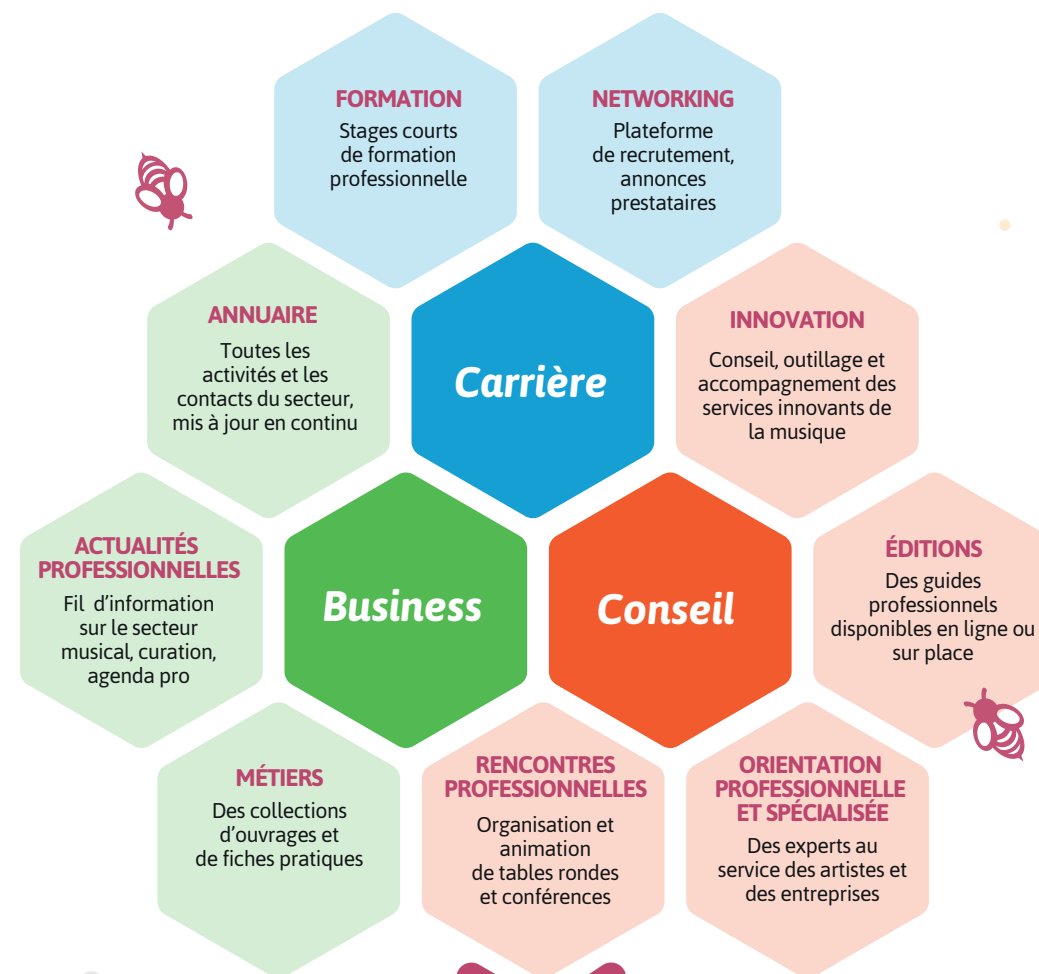 FORMATION
Stages courts
de formation
professionnelle
NETWORKING
Plateforme
de recrutement,
annonces
prestataires
ANNUAIRE
Toutes les
activités et les
contacts du secteur,
mis à jour en continu
Carrière
INNOVATION
Conseil, outillage et
accompagnement des
services innovants de
la musique
ACTUALITÉS
PROFESSIONNELLES
Fil d’information
sur le secteur
musical, curation,
agenda pro
Business
Conseil
ÉDITIONS
Des guides
professionnels
disponibles en ligne ou
sur place
MÉTIERS
Des collections
d’ouvrages et
de fiches pratiques
RENCONTRES
PROFESSIONNELLES
Organisation et
animation
de tables rondes
et conférences
ORIENTATION
PROFESSIONNELLE
ET SPÉCIALISÉE
Des experts au
service des artistes et
des entreprises